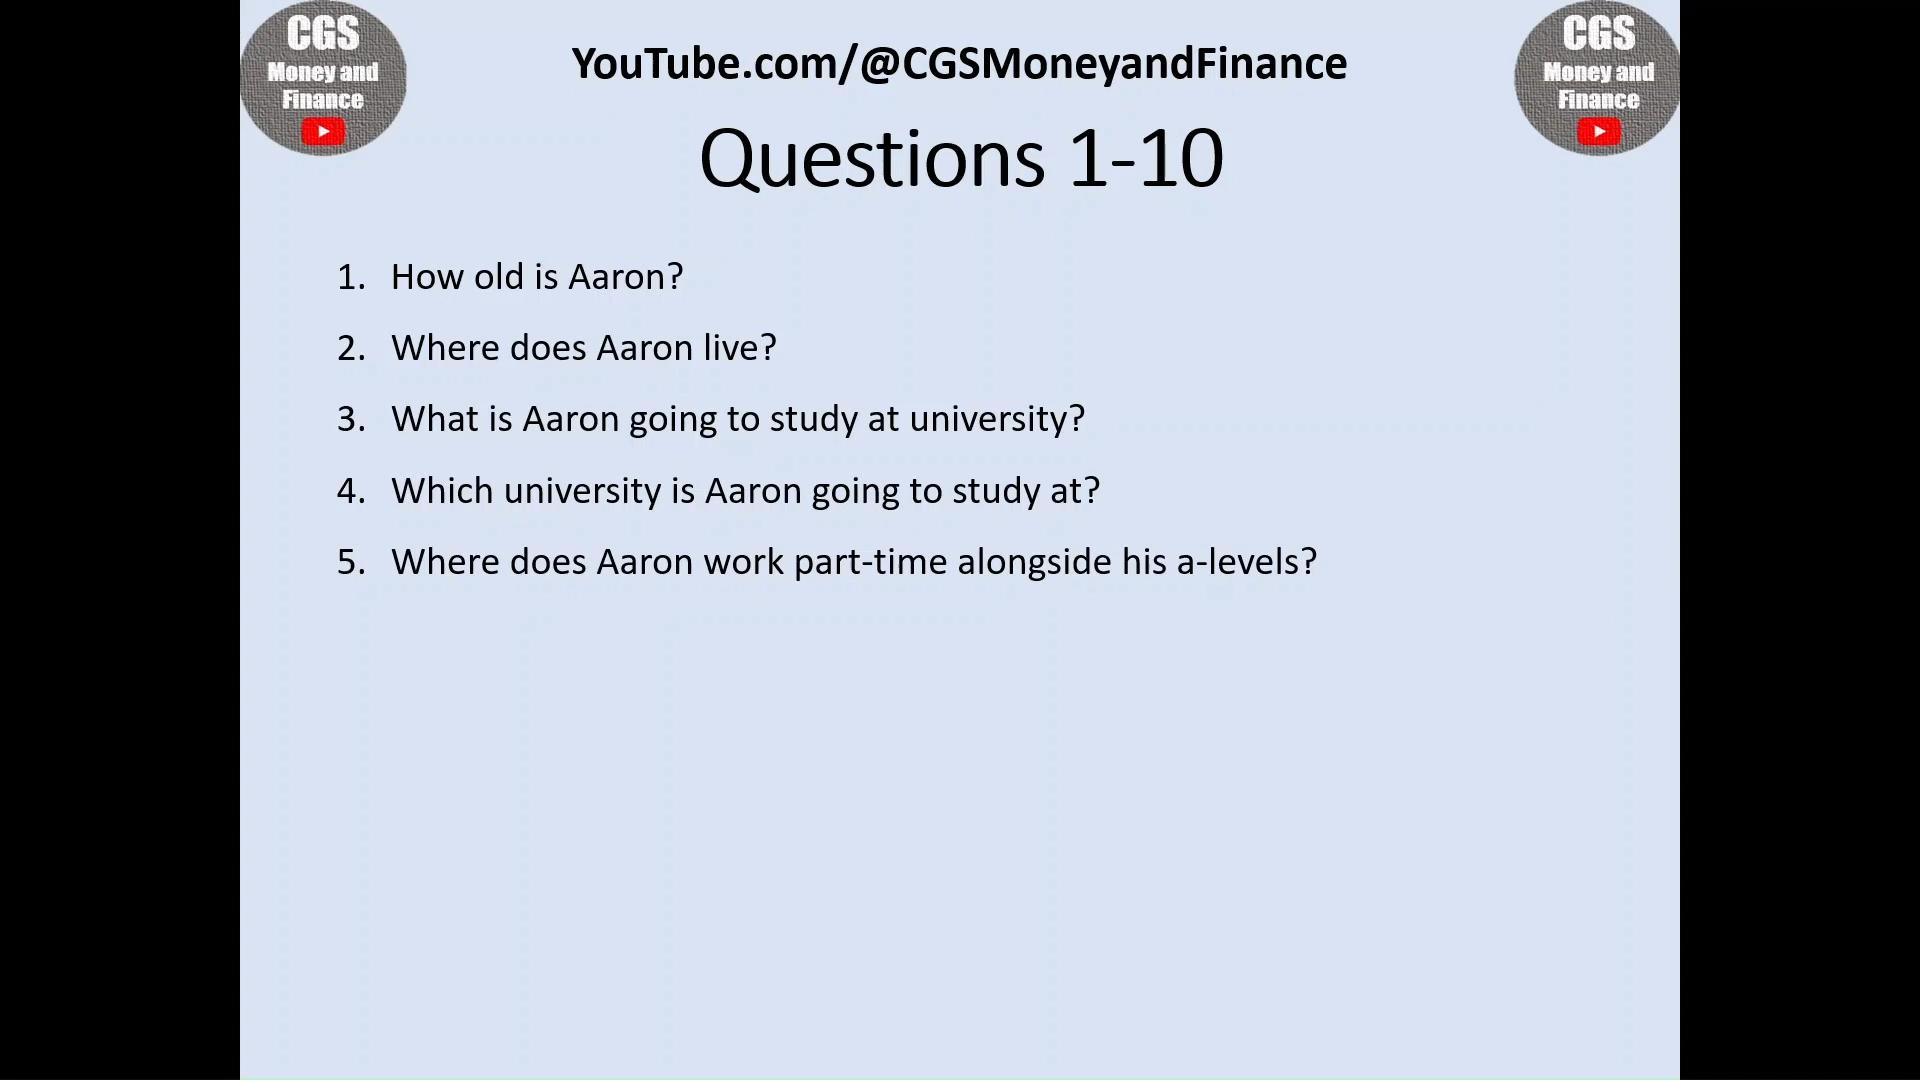 CGS
Money and
Finance
YouTube.com/@CGSMoneyandFinance
CGS
Money and
Finance
Questions 1-10
1. How old is Aaron?
2. Where does Aaron live?
3. What is Aaron going to study at university?
4. Which university is Aaron going to study at?
5. Where does Aaron work part-time alongside his a-levels?